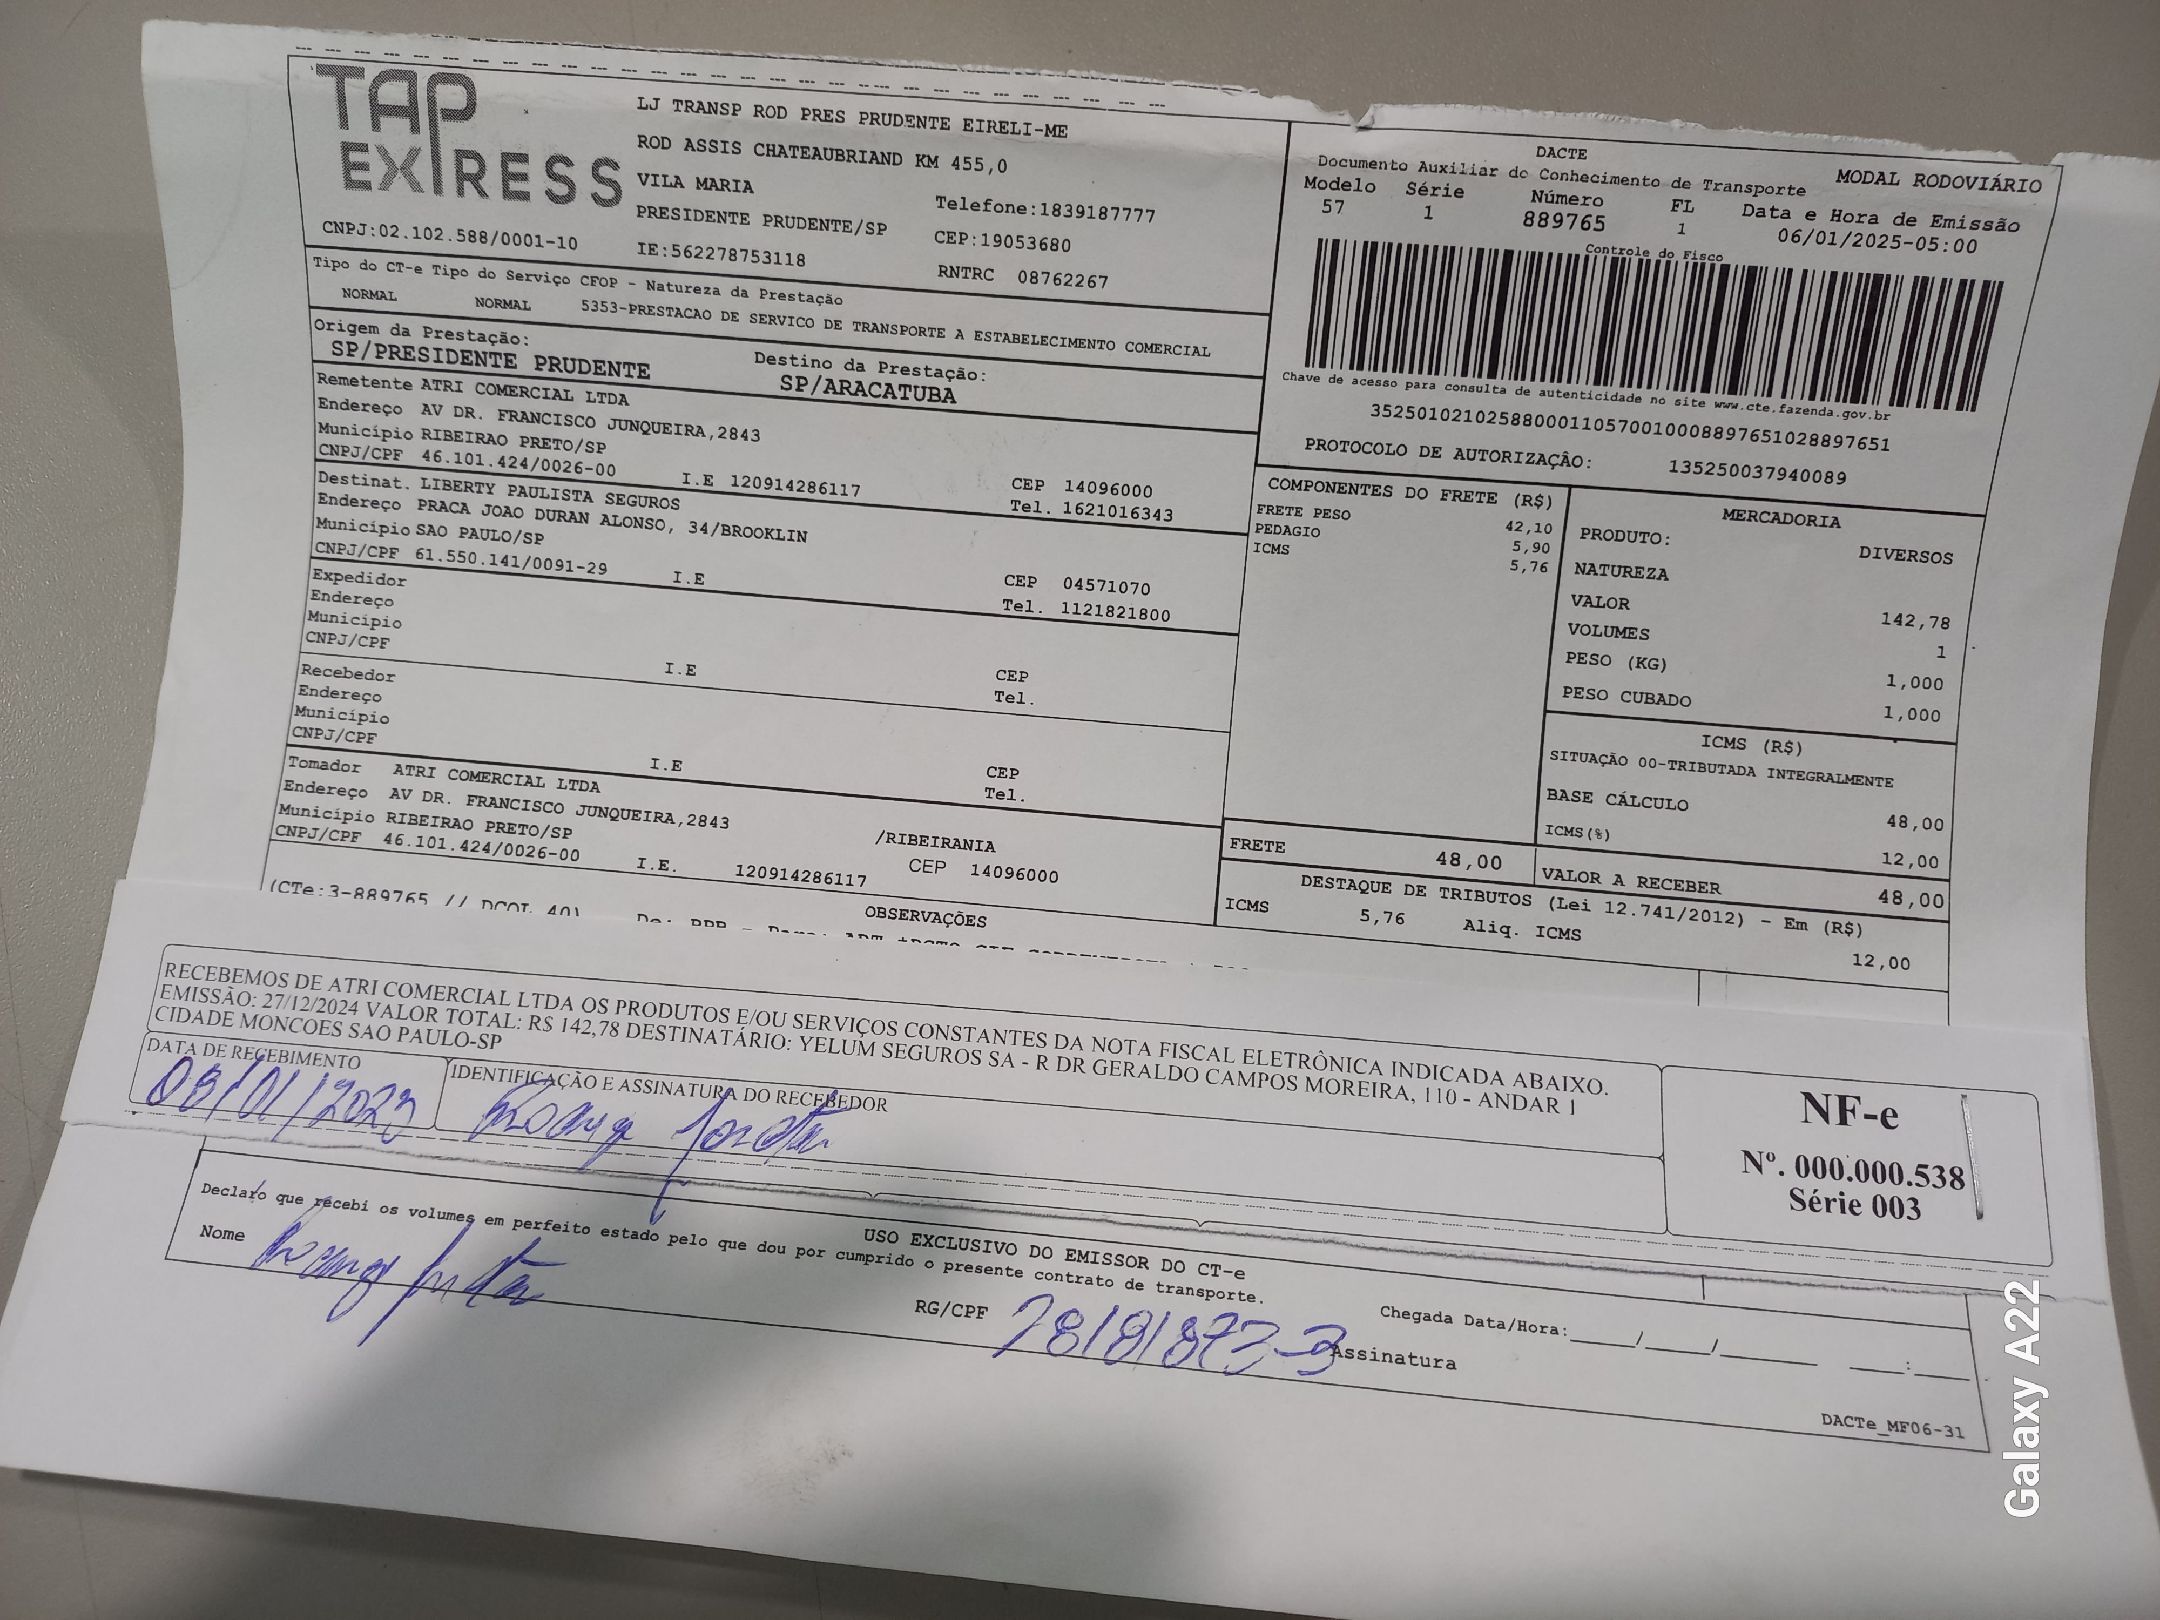 TAP EXPRESS
LJ TRANSP ROD PRES PRUDENTE EIRELI-ME
ROD ASSIS CHATEAUBRIAND KM 455,0
VILA MARIA
Telefone:1839187777
PRESIDENTE PRUDENTE/SP
CEP:19053680
CNPJ:02.102.588/0001-10
IE:562278753118
RNTRC 08762267
DACTE
Documento Auxiliar do Conhecimento de Transporte
MODAL RODOVIÁRIO
Modelo Série Número FL Data e Hora de Emissão
57 1 889765 1 06/01/2025-05:00
Controle do Fisco
Chave de acesso para consulta de autenticidade no site www.cte.fazenda.gov.br
35250102102588000110570010008897651028897651
PROTOCOLO DE AUTORIZAÇÃO: 135250037940089
Tipo do CT-e Tipo do Serviço CFOP - Natureza da Prestação
NORMAL NORMAL 5353-PRESTACAO DE SERVICO DE TRANSPORTE A ESTABELECIMENTO COMERCIAL
Origem da Prestação: Destino da Prestação:
SP/PRESIDENTE PRUDENTE SP/ARACATUBA
Remetente ATRI COMERCIAL LTDA
Endereço AV DR. FRANCISCO JUNQUEIRA,2843
Município RIBEIRAO PRETO/SP CEP 14096000
CNPJ/CPF 46.101.424/0026-00 I.E 120914286117 Tel. 1621016343
Destinat. LIBERTY PAULISTA SEGUROS
Endereço PRACA JOAO DURAN ALONSO, 34/BROOKLIN
Município SAO PAULO/SP CEP 04571070
CNPJ/CPF 61.550.141/0091-29 I.E Tel. 1121821800
Expedidor
Endereço
Município CEP
CNPJ/CPF I.E Tel.
Recebedor
Endereço
Município CEP
CNPJ/CPF I.E Tel.
Tomador ATRI COMERCIAL LTDA
Endereço AV DR. FRANCISCO JUNQUEIRA,2843 /RIBEIRANIA
Município RIBEIRAO PRETO/SP CEP 14096000
CNPJ/CPF 46.101.424/0026-00 I.E. 120914286117
OBSERVAÇÕES
(CTe:3-889765 // DCOL 40)
COMPONENTES DO FRETE (R$)
FRETE PESO 42,10
PEDAGIO 5,90
ICMS 5,76
MERCADORIA
PRODUTO: DIVERSOS
NATUREZA
VALOR 142,78
VOLUMES 1
PESO (KG) 1,000
PESO CUBADO 1,000
ICMS (R$)
SITUAÇÃO 00-TRIBUTADA INTEGRALMENTE
BASE CÁLCULO 48,00
ICMS(%) 12,00
FRETE 48,00 VALOR A RECEBER 48,00
DESTAQUE DE TRIBUTOS (Lei 12.741/2012) - Em (R$)
ICMS 5,76 Aliq. ICMS 12,00
RECEBEMOS DE ATRI COMERCIAL LTDA OS PRODUTOS E/OU SERVIÇOS CONSTANTES DA NOTA FISCAL ELETRÔNICA INDICADA ABAIXO.
EMISSÃO: 27/12/2024 VALOR TOTAL: R$ 142,78 DESTINATÁRIO: YELUM SEGUROS SA - R DR GERALDO CAMPOS MOREIRA, 110 - ANDAR 1
CIDADE MONCOES SAO PAULO-SP
DATA DE RECEBIMENTO
IDENTIFICAÇÃO E ASSINATURA DO RECEBEDOR
NF-e
Nº. 000.000.538
Série 003
USO EXCLUSIVO DO EMISSOR DO CT-e
Declaro que recebi os volumes em perfeito estado pelo que dou por cumprido o presente contrato de transporte.
Nome
RG/CPF
Chegada Data/Hora:____/____/______ ___:___
Assinatura
DACTe_MF06-31
Galaxy A22